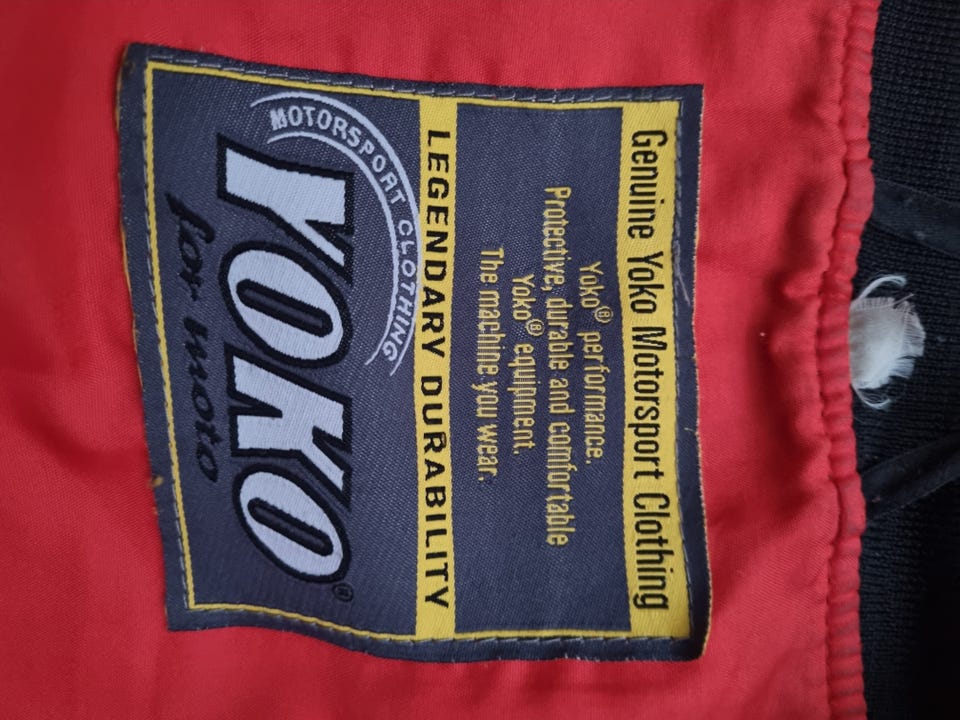 Genuine Yoko Motorsport Clothing
Yoko® performance.
Protective, durable and comfortable
Yoko® equipment.
The machine you wear.
LEGENDARY DURABILITY
MOTORSPORT CLOTHING
YOKO®
for moto